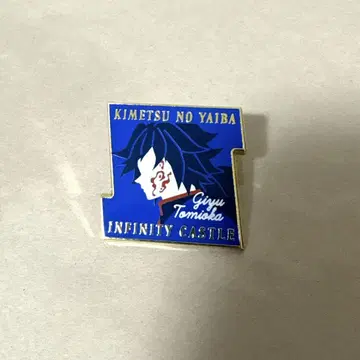 KIMETSU NO YAIBA
Giyu
Tomioka
INFINITY CASTLE